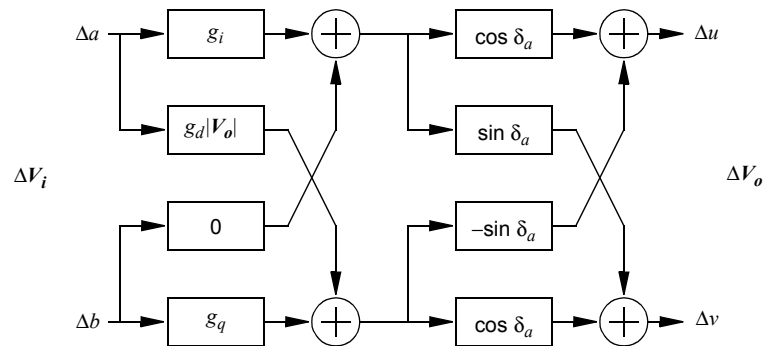 Δa g_i cos δ_a Δu
g_d|V_o| sin δ_a
ΔV_i ΔV_o
0 −sin δ_a
Δb g_q cos δ_a Δv